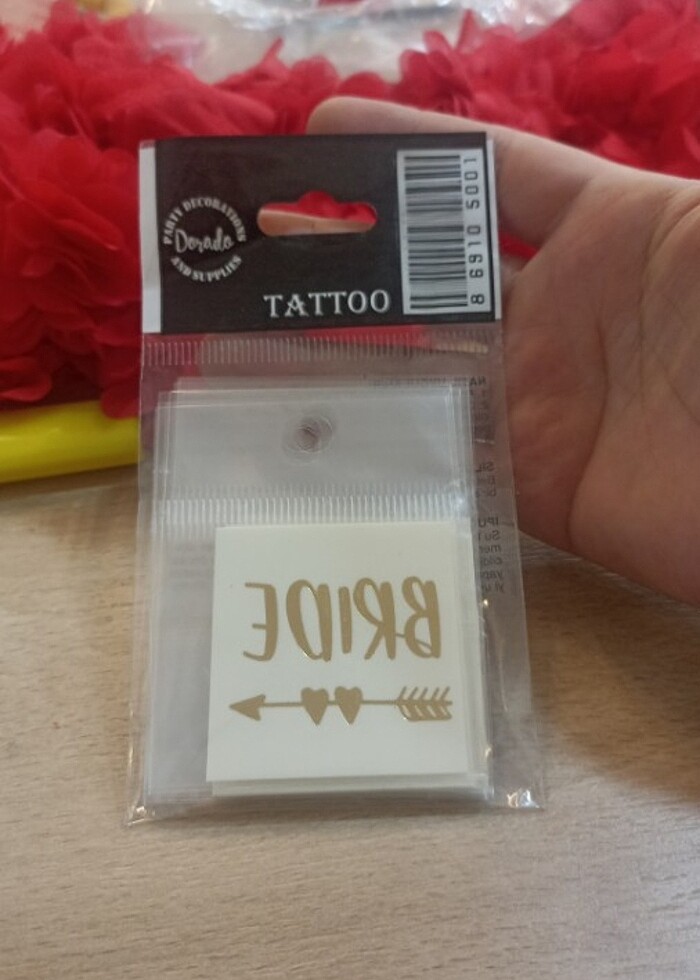 PARTY DECORATIONS
Dorado
AND SUPPLIES
TATTOO
8 6910 5001
BRIDE